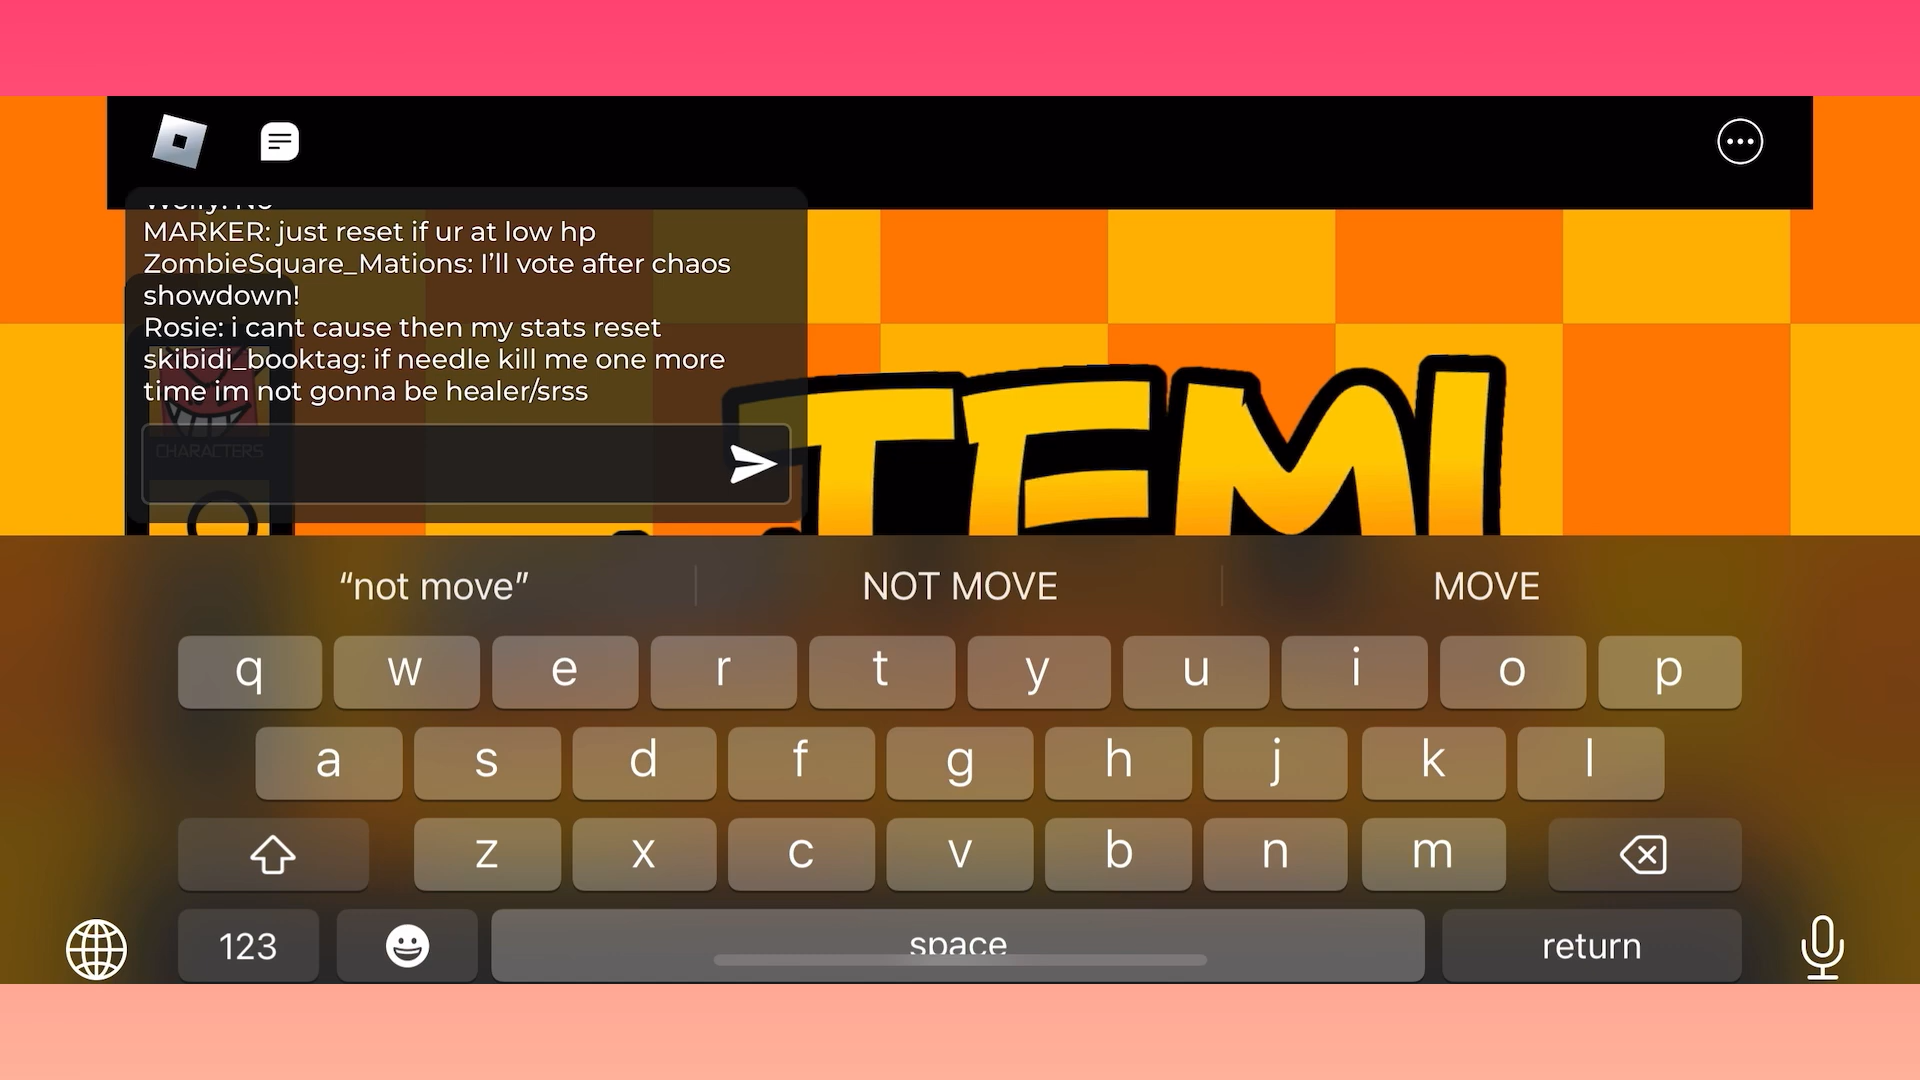 Worry: No
MARKER: just reset if ur at low hp
ZombieSquare_Mations: I’ll vote after chaos
showdown!
Rosie: i cant cause then my stats reset
skibidi_booktag: if needle kill me one more
time im not gonna be healer/srss
CHARACTERS
TEMI
“not move” NOT MOVE MOVE
q w e r t y u i o p
a s d f g h j k l
z x c v b n m
123 space return